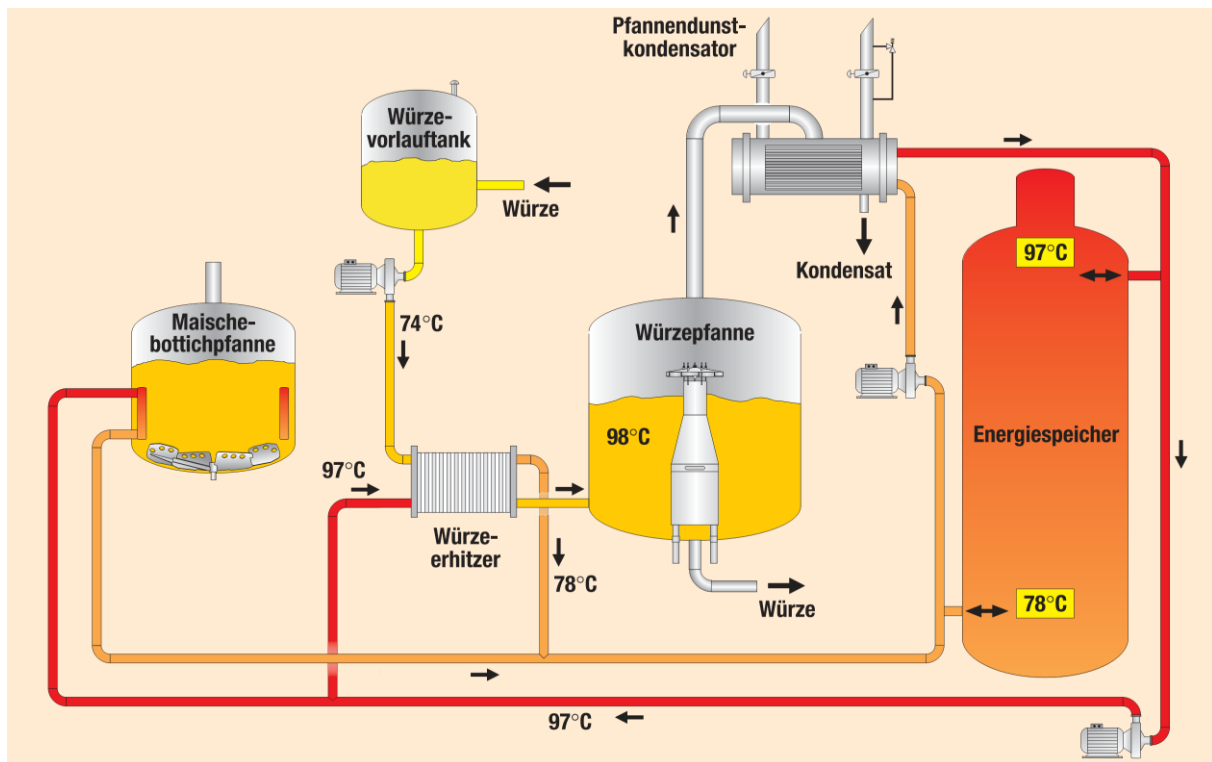 Pfannendunst-
kondensator
Würze-
vorlauftank
Würze
Kondensat
97°C
74°C
Maische-
bottichpfanne
Würzepfanne
98°C
Energiespeicher
97°C
Würze-
erhitzer
78°C
Würze
78°C
97°C